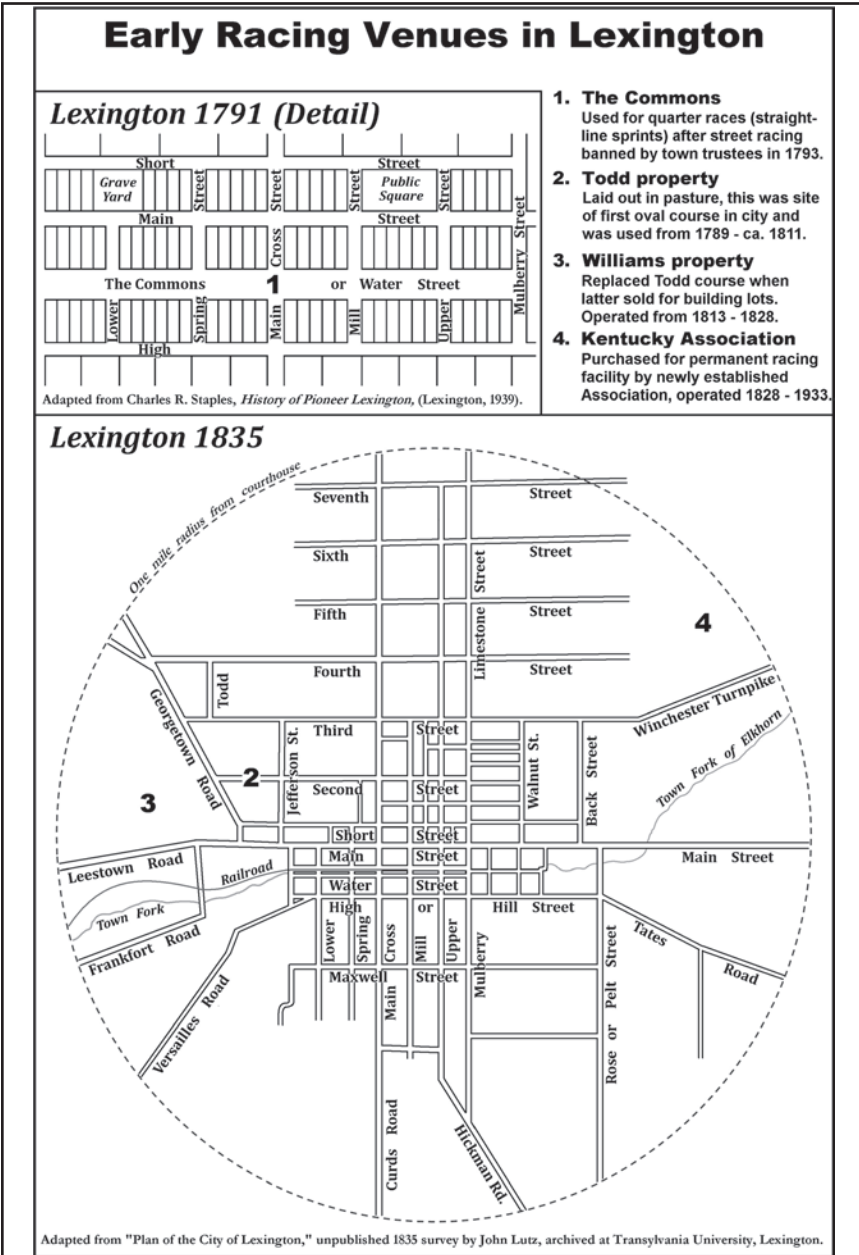 Early Racing Venues in Lexington
Lexington 1791 (Detail)
Short Street
Grave
Yard
Street
Street
Street
Public
Square
Street
Main Street
Cross
Mulberry Street
The Commons 1 or Water Street
Lower
Spring
Main
Mill
Upper
High
Adapted from Charles R. Staples, History of Pioneer Lexington, (Lexington, 1939).
1. The Commons
Used for quarter races (straight-
line sprints) after street racing
banned by town trustees in 1793.
2. Todd property
Laid out in pasture, this was site
of first oval course in city and
was used from 1789 - ca. 1811.
3. Williams property
Replaced Todd course when
latter sold for building lots.
Operated from 1813 - 1828.
4. Kentucky Association
Purchased for permanent racing
facility by newly established
Association, operated 1828 - 1933.
Lexington 1835
One mile radius from courthouse
Seventh Street
Sixth Street
Limestone Street
Fifth Street
4
Fourth Street
Todd
Georgetown Road
Winchester Turnpike
Third Street
Jefferson St.
Walnut St.
Back Street
Town Fork of Elkhorn
2
Second Street
3
Short Street
Main Street
Main Street
Leestown Road
Railroad
Water Street
Town Fork
High or Hill Street
Frankfort Road
Lower
Spring
Cross
Mill
Upper
Mulberry
Tates Road
Rose or Pelt Street
Maxwell Street
Versailles Road
Main
Curds Road
Hickman Rd.
Adapted from "Plan of the City of Lexington," unpublished 1835 survey by John Lutz, archived at Transylvania University, Lexington.